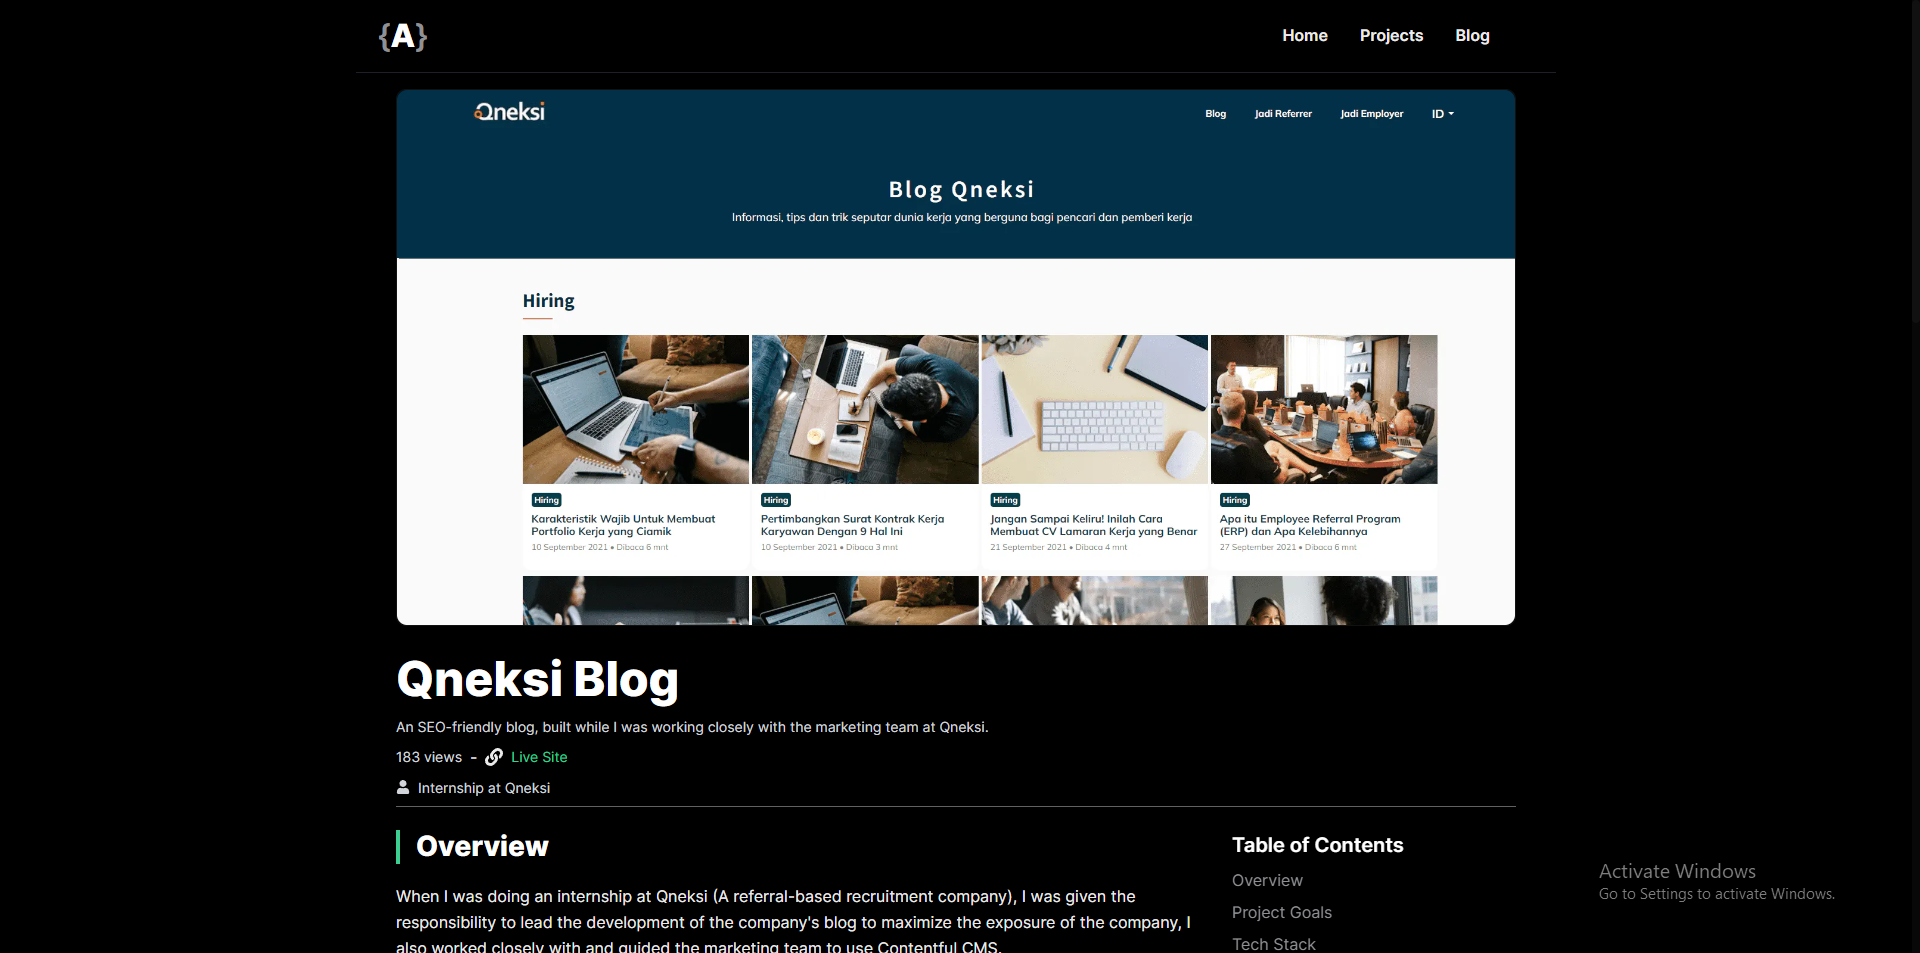 {A}
Home Projects Blog
Qneksi
Blog Jadi Referrer Jadi Employer ID
Blog Qneksi
Informasi, tips dan trik seputar dunia kerja yang berguna bagi pencari dan pemberi kerja
Hiring
Hiring
Karakteristik Wajib Untuk Membuat
Portfolio Kerja yang Ciamik
10 September 2021 • Dibaca 6 mnt
Hiring
Pertimbangkan Surat Kontrak Kerja
Karyawan Dengan 9 Hal Ini
10 September 2021 • Dibaca 3 mnt
Hiring
Jangan Sampai Keliru! Inilah Cara
Membuat CV Lamaran Kerja yang Benar
21 September 2021 • Dibaca 4 mnt
Hiring
Apa itu Employee Referral Program
(ERP) dan Apa Kelebihannya
27 September 2021 • Dibaca 6 mnt
Qneksi Blog
An SEO-friendly blog, built while I was working closely with the marketing team at Qneksi.
183 views - Live Site
Internship at Qneksi
Overview
When I was doing an internship at Qneksi (A referral-based recruitment company), I was given the
responsibility to lead the development of the company's blog to maximize the exposure of the company, I
also worked closely with and guided the marketing team to use Contentful CMS.
Table of Contents
Overview
Project Goals
Tech Stack
Activate Windows
Go to Settings to activate Windows.